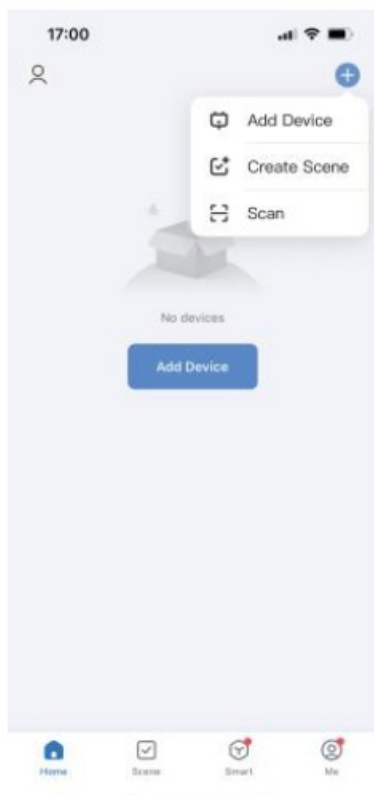 17:00
Add Device
Create Scene
Scan
No devices
Add Device
Home
Scene
Smart
Me